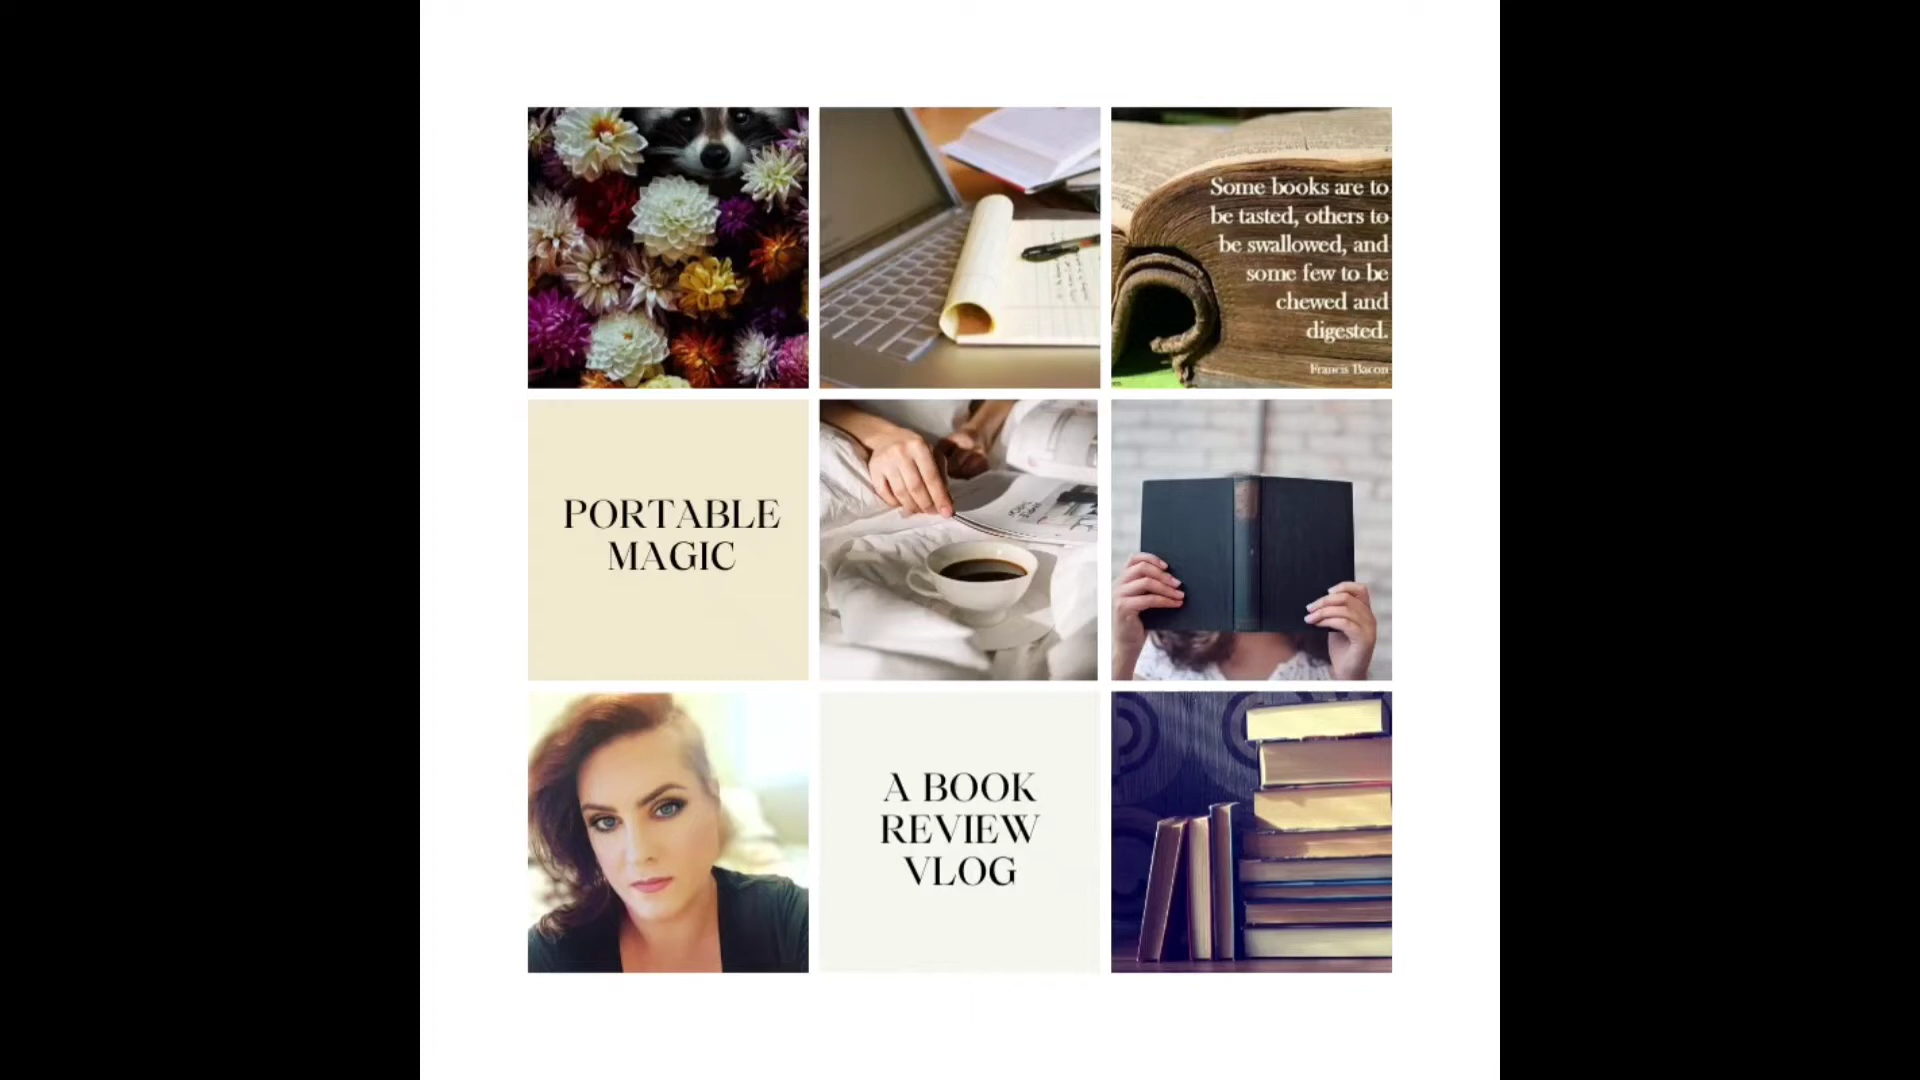 Some books are to
be tasted, others to
be swallowed, and
some few to be
chewed and
digested.
Francis Bacon
PORTABLE
MAGIC
A BOOK
REVIEW
VLOG